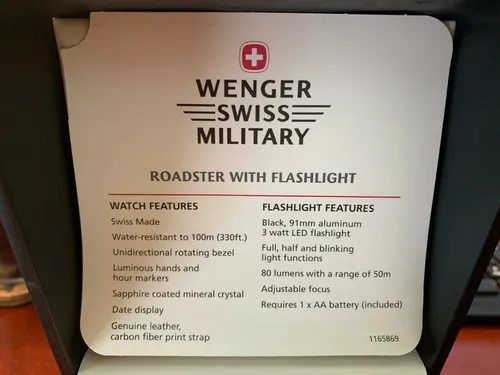 WENGER
SWISS
MILITARY
ROADSTER WITH FLASHLIGHT
WATCH FEATURES
Swiss Made
Water-resistant to 100m (330ft.)
Unidirectional rotating bezel
Luminous hands and
hour markers
Sapphire coated mineral crystal
Date display
Genuine leather,
carbon fiber print strap
FLASHLIGHT FEATURES
Black, 91mm aluminum
3 watt LED flashlight
Full, half and blinking
light functions
80 lumens with a range of 50m
Adjustable focus
Requires 1 x AA battery (included)
1165869